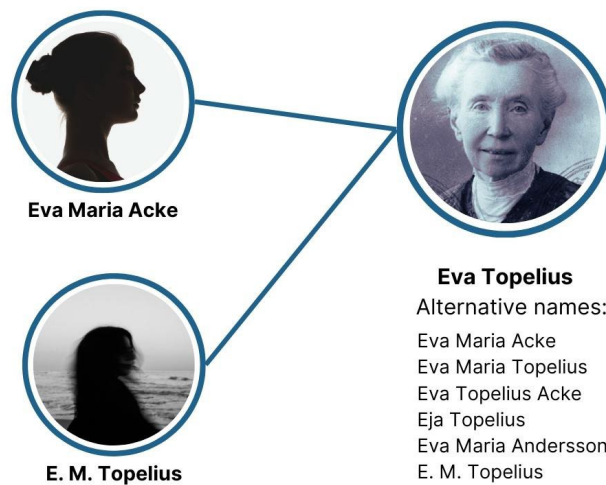 Eva Maria Acke
E. M. Topelius
Eva Topelius
Alternative names:
Eva Maria Acke
Eva Maria Topelius
Eva Topelius Acke
Eja Topelius
Eva Maria Andersson
E. M. Topelius